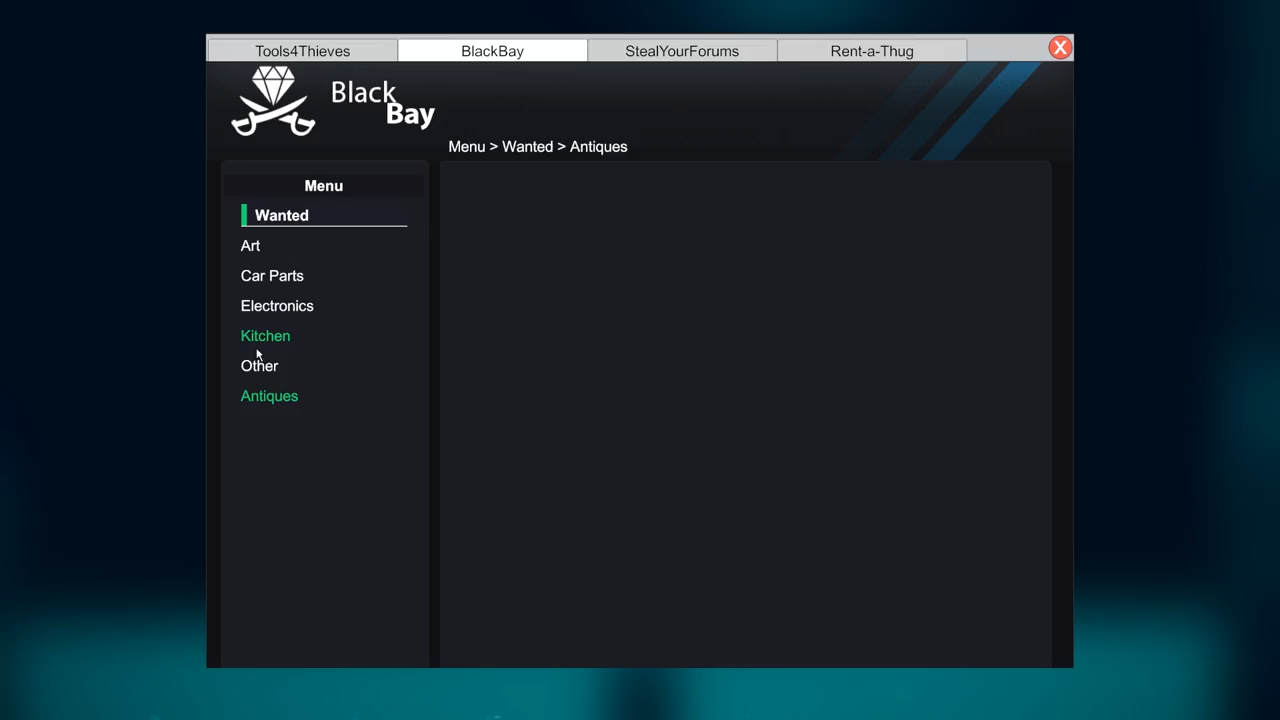 Tools4Thieves
BlackBay
StealYourForums
Rent-a-Thug
X
Black
Bay
Menu > Wanted > Antiques
Menu
Wanted
Art
Car Parts
Electronics
Kitchen
Other
Antiques